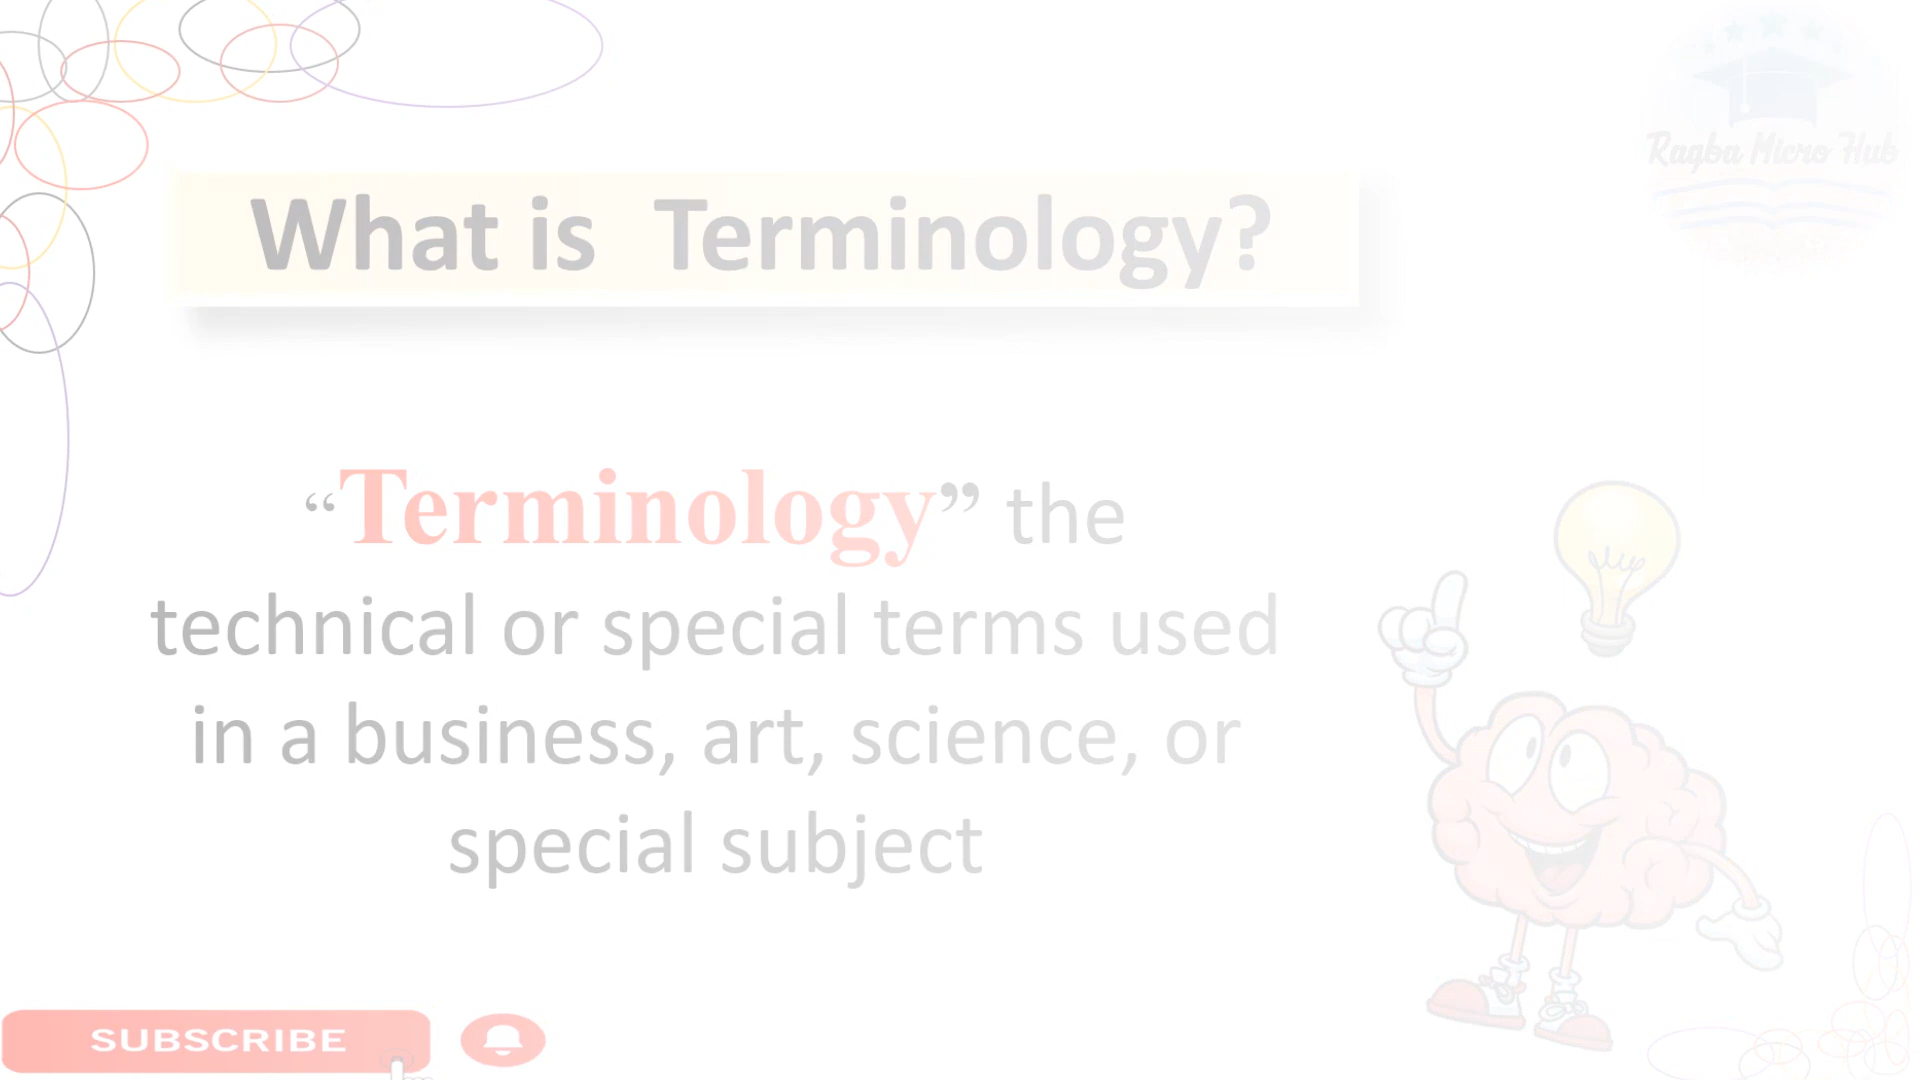 Ragba Micro Hub
What is Terminology?
“Terminology” the
technical or special terms used
in a business, art, science, or
special subject
SUBSCRIBE